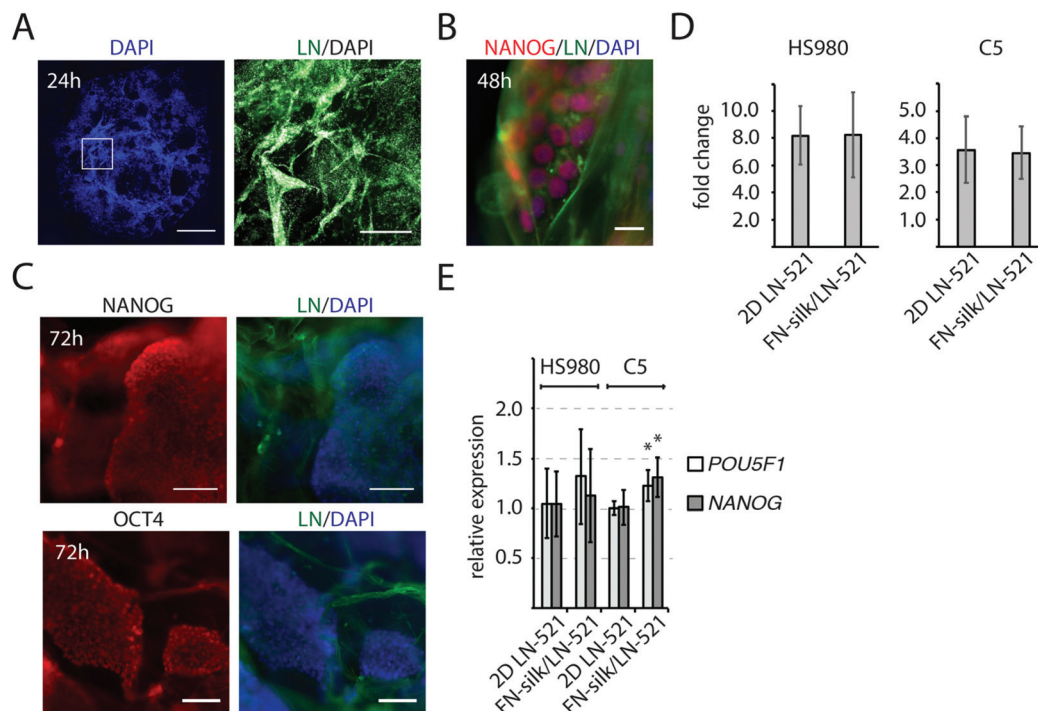 A
DAPI
LN/DAPI
24h
B
NANOG/LN/DAPI
48h
C
NANOG
LN/DAPI
72h
OCT4
LN/DAPI
72h
D
HS980
C5
fold change
10.0
8.0
6.0
4.0
2.0
5.0
4.0
3.0
2.0
1.0
2D LN-521
FN-silk/LN-521
2D LN-521
FN-silk/LN-521
E
HS980
C5
relative expression
2.0
1.5
1.0
0.5
* *
POU5F1
NANOG
2D LN-521
FN-silk/LN-521
2D LN-521
FN-silk/LN-521